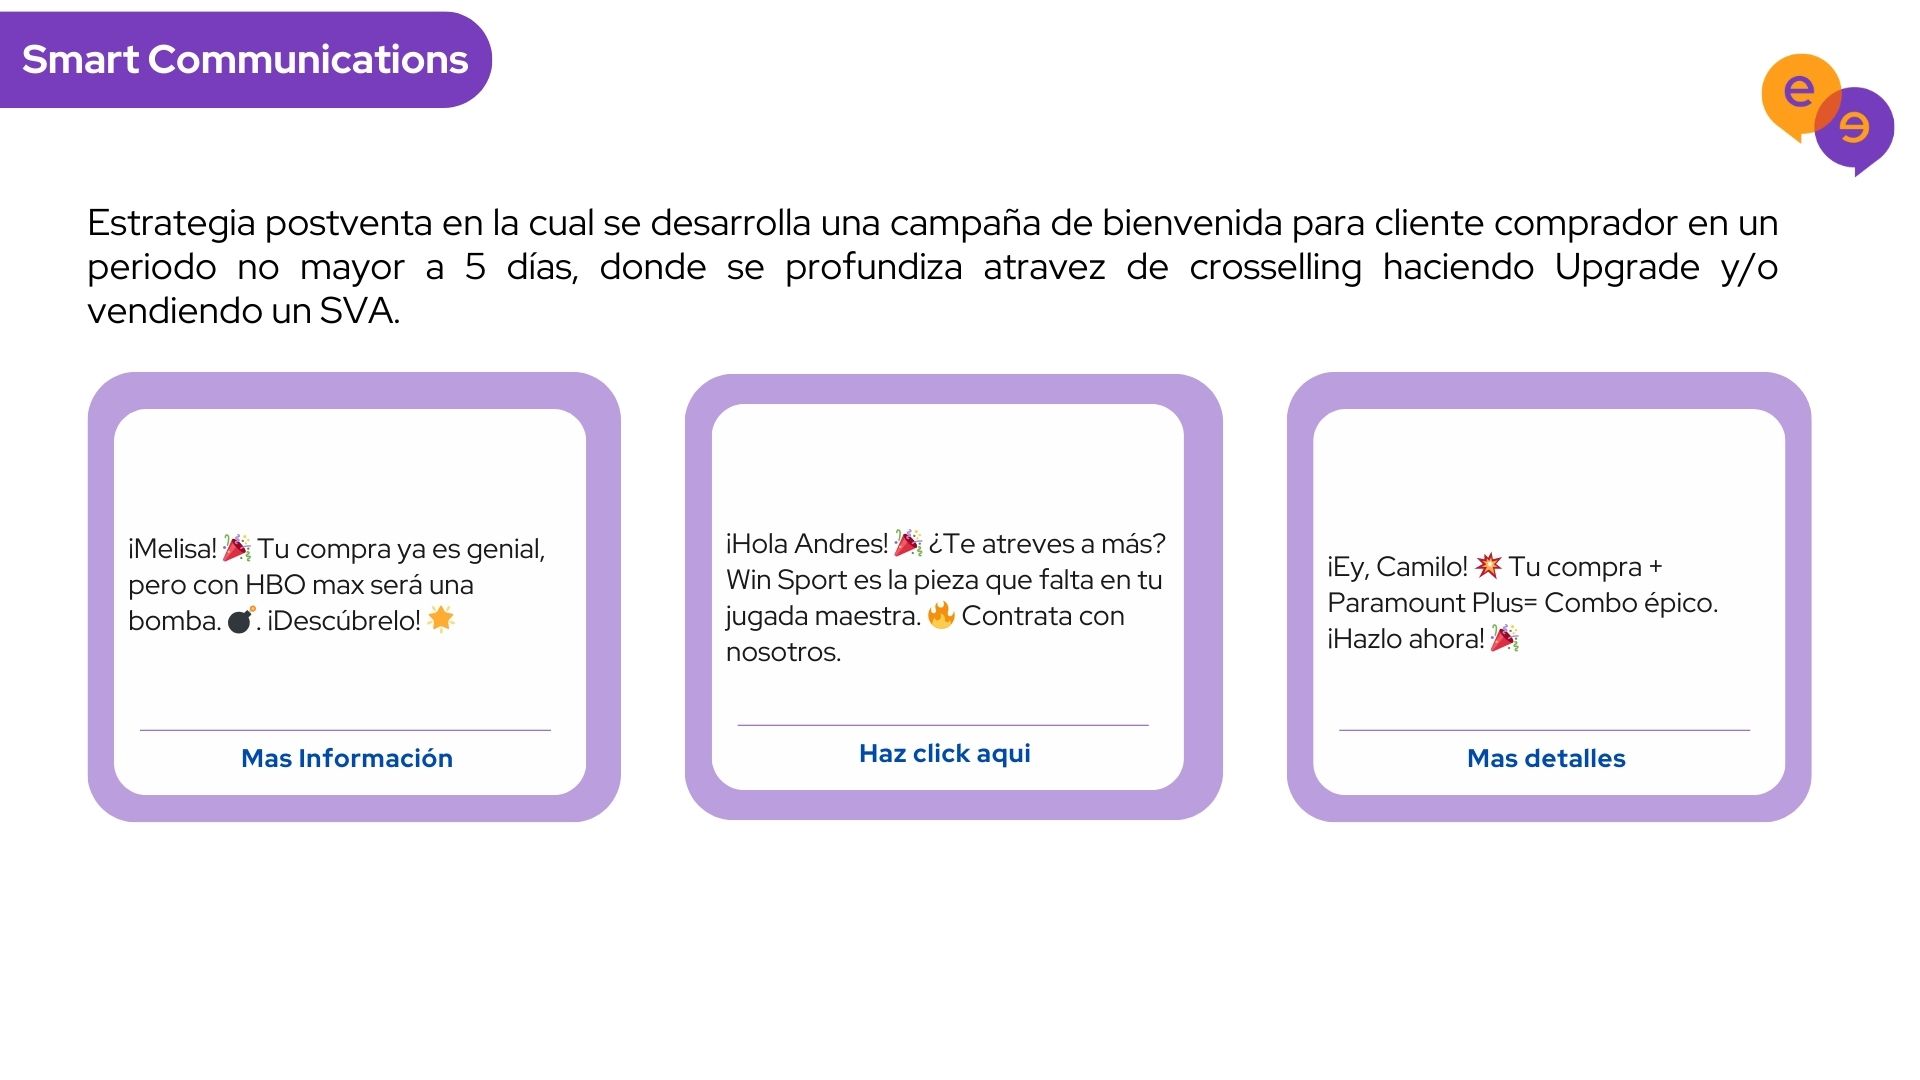 Smart Communications
e
e
Estrategia postventa en la cual se desarrolla una campaña de bienvenida para cliente comprador en un
periodo no mayor a 5 días, donde se profundiza atravez de crosselling haciendo Upgrade y/o
vendiendo un SVA.
¡Melisa! 🎉 Tu compra ya es genial,
pero con HBO max será una
bomba. 💣. ¡Descúbrelo! 🌟
Mas Información
¡Hola Andres! 🎉 ¿Te atreves a más?
Win Sport es la pieza que falta en tu
jugada maestra. 🔥 Contrata con
nosotros.
Haz click aqui
¡Ey, Camilo! 💥 Tu compra +
Paramount Plus= Combo épico.
¡Hazlo ahora! 🎉
Mas detalles